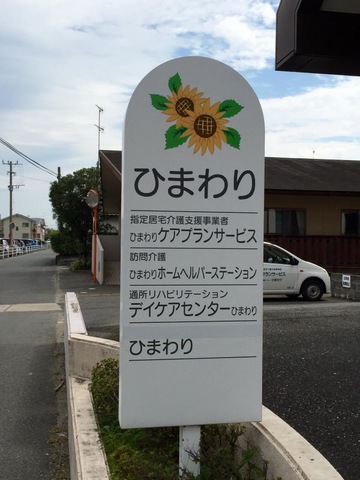 ひまわり
指定居宅介護支援事業者
ひまわりケアプランサービス
訪問介護
ひまわりホームヘルパーステーション
通所リハビリテーション
デイケアセンターひまわり
ひまわり